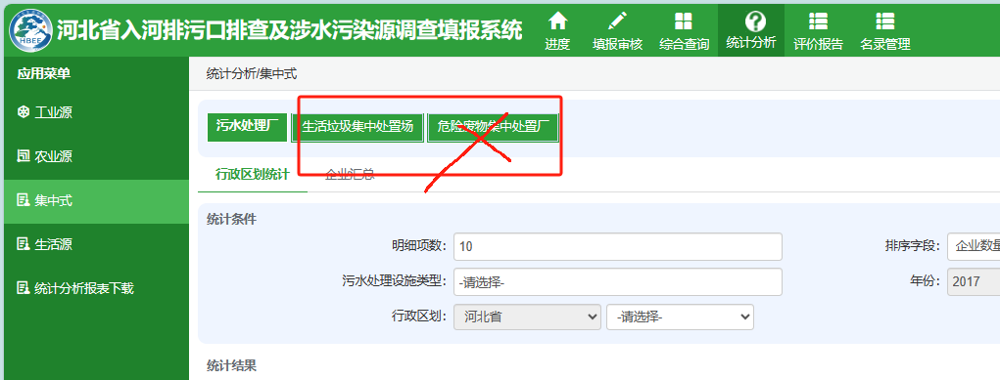 HBEE
河北省入河排污口排查及涉水污染源调查填报系统
进度 填报审核 综合查询 统计分析 评价报告 名录管理
应用菜单
工业源
农业源
集中式
生活源
统计分析报表下载
统计分析/集中式
污水处理厂 生活垃圾集中处置场 危险废物集中处置厂
行政区划统计 企业汇总
统计条件
明细项数: 10 排序字段: 企业数量
污水处理设施类型: -请选择- 年份: 2017
行政区划: 河北省 -请选择-
统计结果